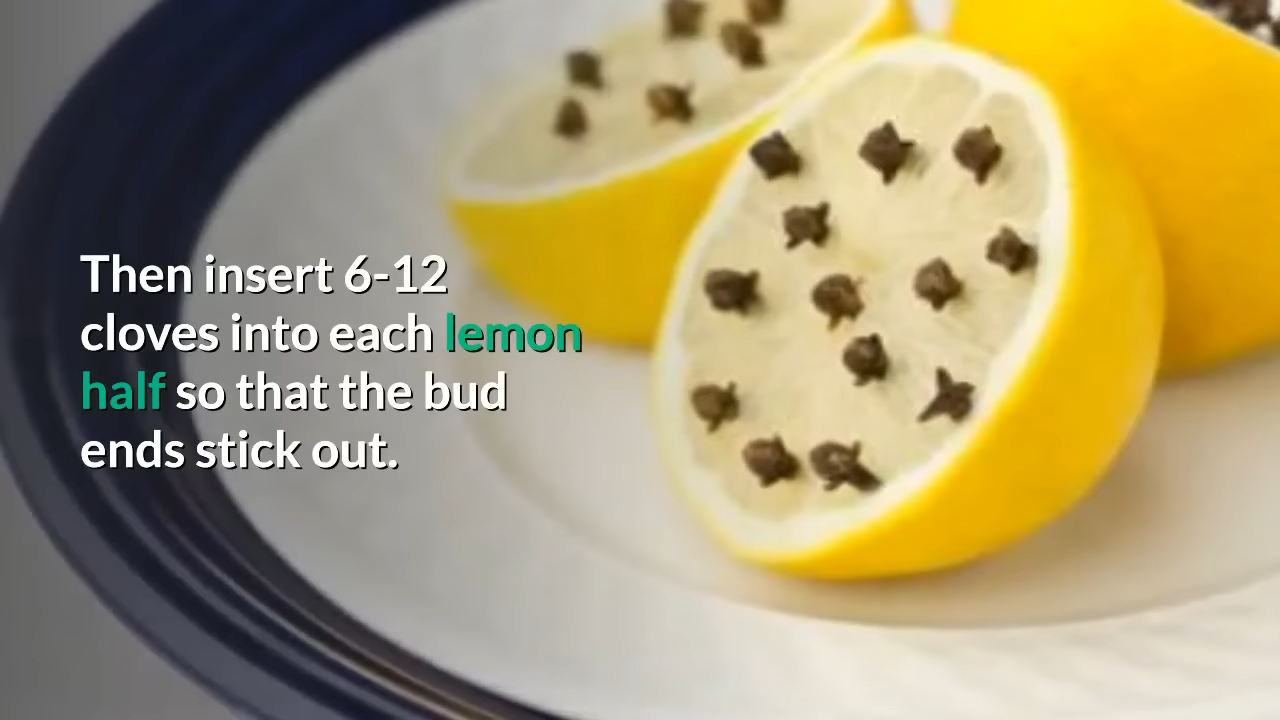 Then insert 6-12
cloves into each lemon
half so that the bud
ends stick out.